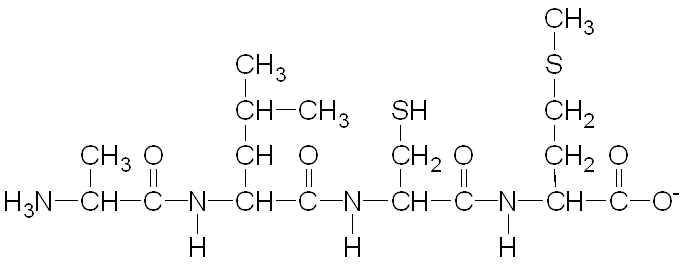 CH₃
CH₃ S
CH—CH₃ SH CH₂
CH₃ O CH O CH₂ O CH₂ O
H₃N—CH—C—N—CH—C—N—CH—C—N—CH—C—O⁻
H H H